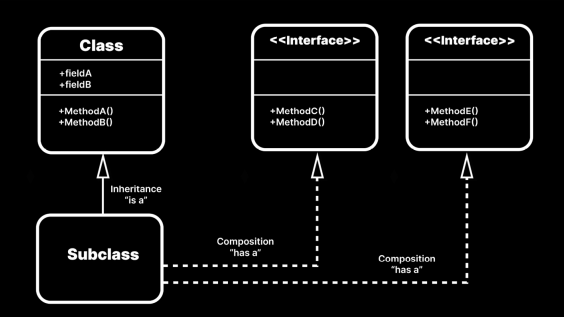 Class
+fieldA
+fieldB
+MethodA()
+MethodB()
<<Interface>>
+MethodC()
+MethodD()
<<Interface>>
+MethodE()
+MethodF()
Inheritance
"is a"
Subclass
Composition
"has a"
Composition
"has a"